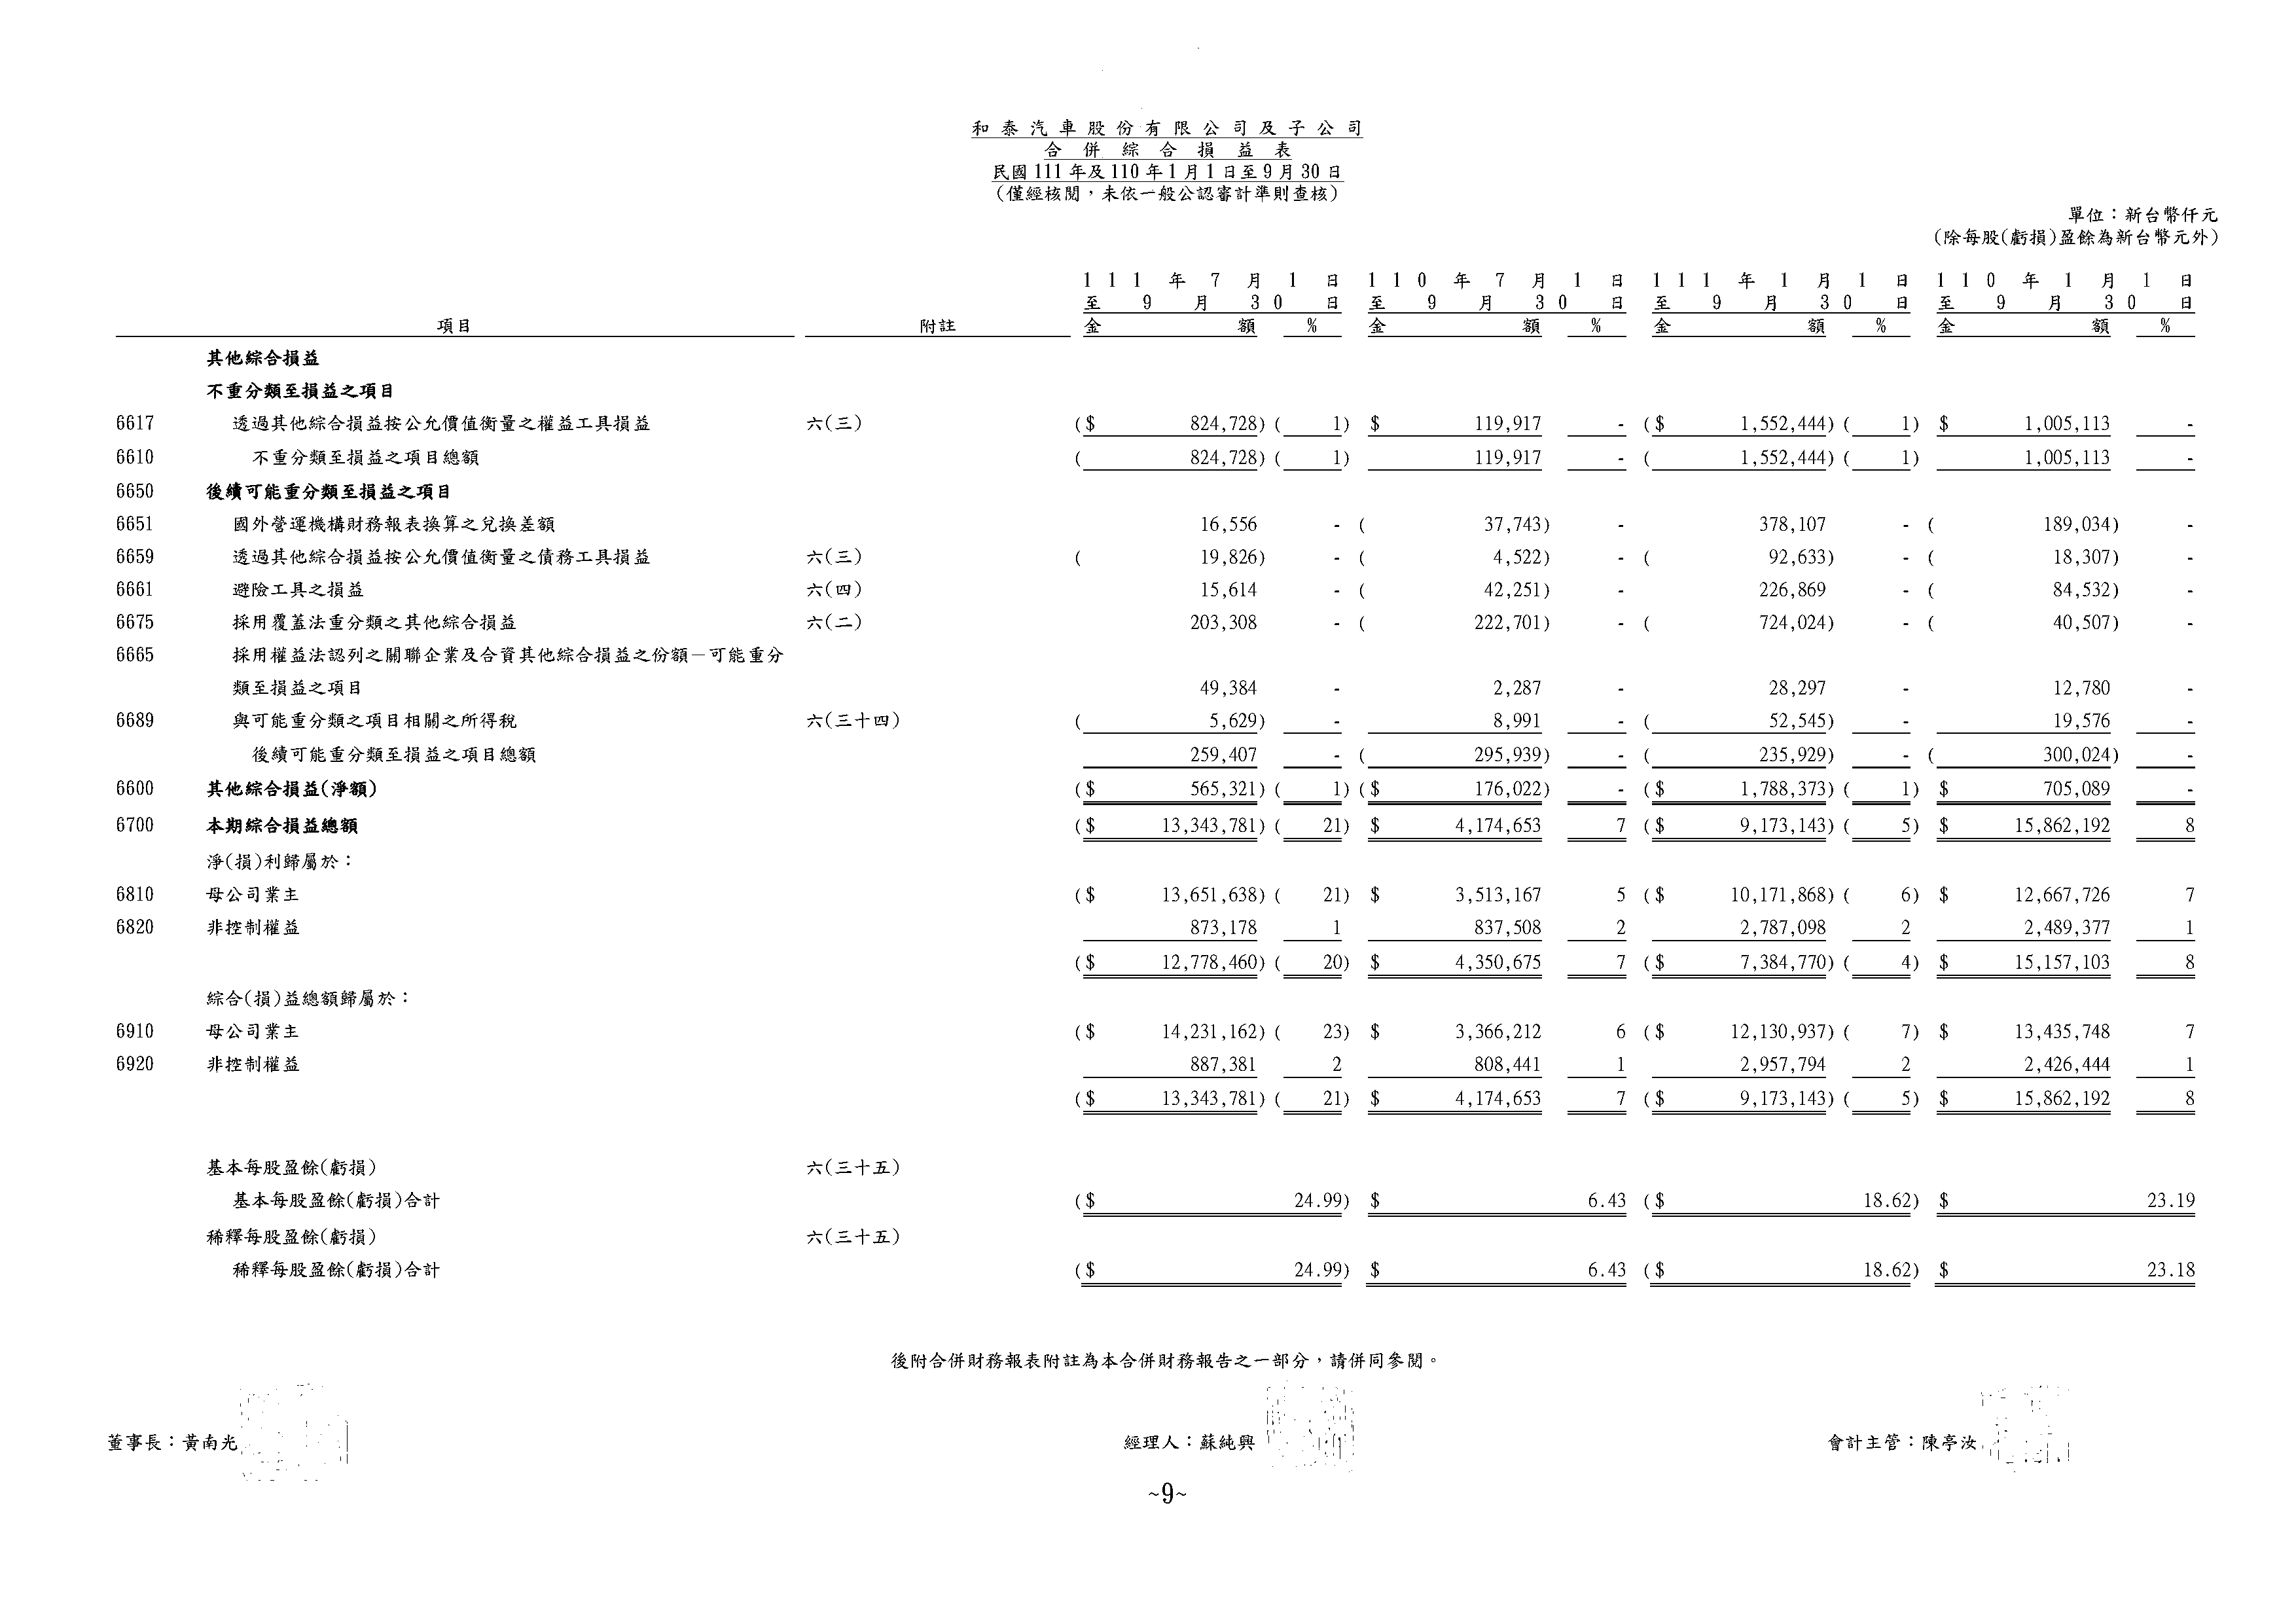 和泰汽車股份有限公司及子公司
合併綜合損益表
民國111年及110年1月1日至9月30日
(僅經核閱，未依一般公認審計準則查核)
單位：新台幣仟元
(除每股(虧損)盈餘為新台幣元外)
111年7月1日 110年7月1日 111年1月1日 110年1月1日
至9月30日 至9月30日 至9月30日 至9月30日
項目 附註 金額 % 金額 % 金額 % 金額 %
其他綜合損益
不重分類至損益之項目
6617 透過其他綜合損益按公允價值衡量之權益工具損益 六(三) ($ 824,728) ( 1) $ 119,917 - ($ 1,552,444) ( 1) $ 1,005,113 -
6610 不重分類至損益之項目總額 ( 824,728) ( 1) 119,917 - ( 1,552,444) ( 1) 1,005,113 -
6650 後續可能重分類至損益之項目
6651 國外營運機構財務報表換算之兌換差額 16,556 - ( 37,743) - 378,107 - ( 189,034) -
6659 透過其他綜合損益按公允價值衡量之債務工具損益 六(三) ( 19,826) - ( 4,522) - ( 92,633) - ( 18,307) -
6661 避險工具之損益 六(四) 15,614 - ( 42,251) - 226,869 - ( 84,532) -
6675 採用覆蓋法重分類之其他綜合損益 六(二) 203,308 - ( 222,701) - ( 724,024) - ( 40,507) -
6665 採用權益法認列之關聯企業及合資其他綜合損益之份額－可能重分
類至損益之項目 49,384 - 2,287 - 28,297 - 12,780 -
6689 與可能重分類之項目相關之所得稅 六(三十四) ( 5,629) - 8,991 - ( 52,545) - 19,576 -
後續可能重分類至損益之項目總額 259,407 - ( 295,939) - ( 235,929) - ( 300,024) -
6600 其他綜合損益(淨額) ($ 565,321) ( 1) ($ 176,022) - ($ 1,788,373) ( 1) $ 705,089 -
6700 本期綜合損益總額 ($ 13,343,781) ( 21) $ 4,174,653 7 ($ 9,173,143) ( 5) $ 15,862,192 8
淨(損)利歸屬於：
6810 母公司業主 ($ 13,651,638) ( 21) $ 3,513,167 5 ($ 10,171,868) ( 6) $ 12,667,726 7
6820 非控制權益 873,178 1 837,508 2 2,787,098 2 2,489,377 1
($ 12,778,460) ( 20) $ 4,350,675 7 ($ 7,384,770) ( 4) $ 15,157,103 8
綜合(損)益總額歸屬於：
6910 母公司業主 ($ 14,231,162) ( 23) $ 3,366,212 6 ($ 12,130,937) ( 7) $ 13,435,748 7
6920 非控制權益 887,381 2 808,441 1 2,957,794 2 2,426,444 1
($ 13,343,781) ( 21) $ 4,174,653 7 ($ 9,173,143) ( 5) $ 15,862,192 8
基本每股盈餘(虧損) 六(三十五)
基本每股盈餘(虧損)合計 ($ 24.99) $ 6.43 ($ 18.62) $ 23.19
稀釋每股盈餘(虧損) 六(三十五)
稀釋每股盈餘(虧損)合計 ($ 24.99) $ 6.43 ($ 18.62) $ 23.18
後附合併財務報表附註為本合併財務報告之一部分，請併同參閱。
董事長：黃南光 經理人：蘇純興 會計主管：陳亭汝
~9~